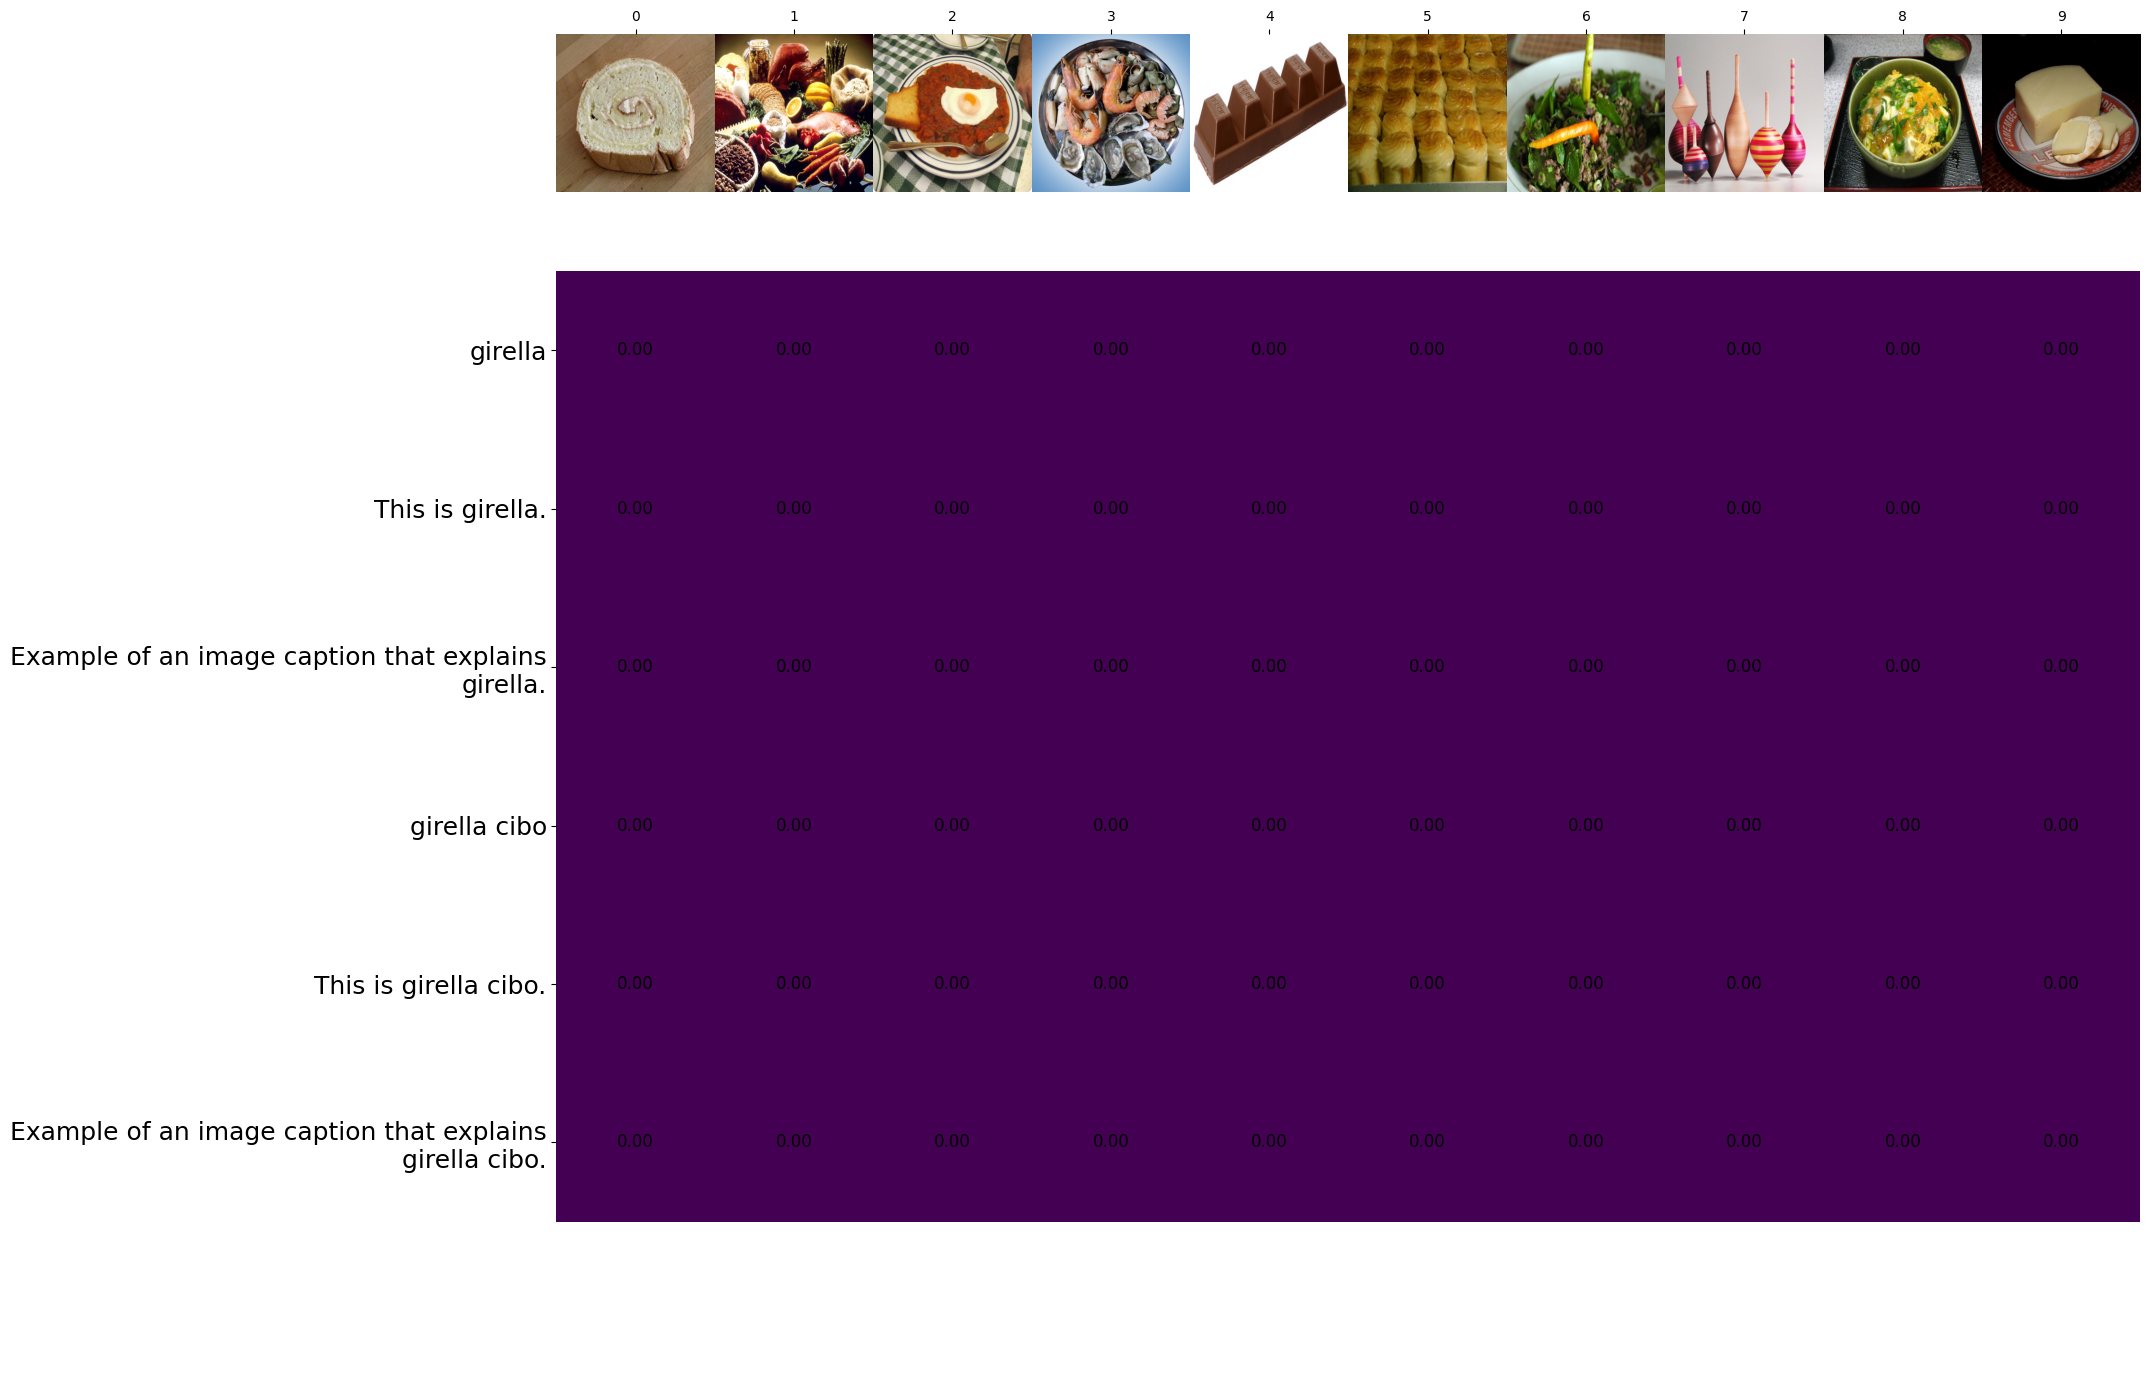 0 1 2 3 4 5 6 7 8 9
girella 0.00 0.00 0.00 0.00 0.00 0.00 0.00 0.00 0.00 0.00
This is girella. 0.00 0.00 0.00 0.00 0.00 0.00 0.00 0.00 0.00 0.00
Example of an image caption that explains
girella. 0.00 0.00 0.00 0.00 0.00 0.00 0.00 0.00 0.00 0.00
girella cibo 0.00 0.00 0.00 0.00 0.00 0.00 0.00 0.00 0.00 0.00
This is girella cibo. 0.00 0.00 0.00 0.00 0.00 0.00 0.00 0.00 0.00 0.00
Example of an image caption that explains
girella cibo. 0.00 0.00 0.00 0.00 0.00 0.00 0.00 0.00 0.00 0.00